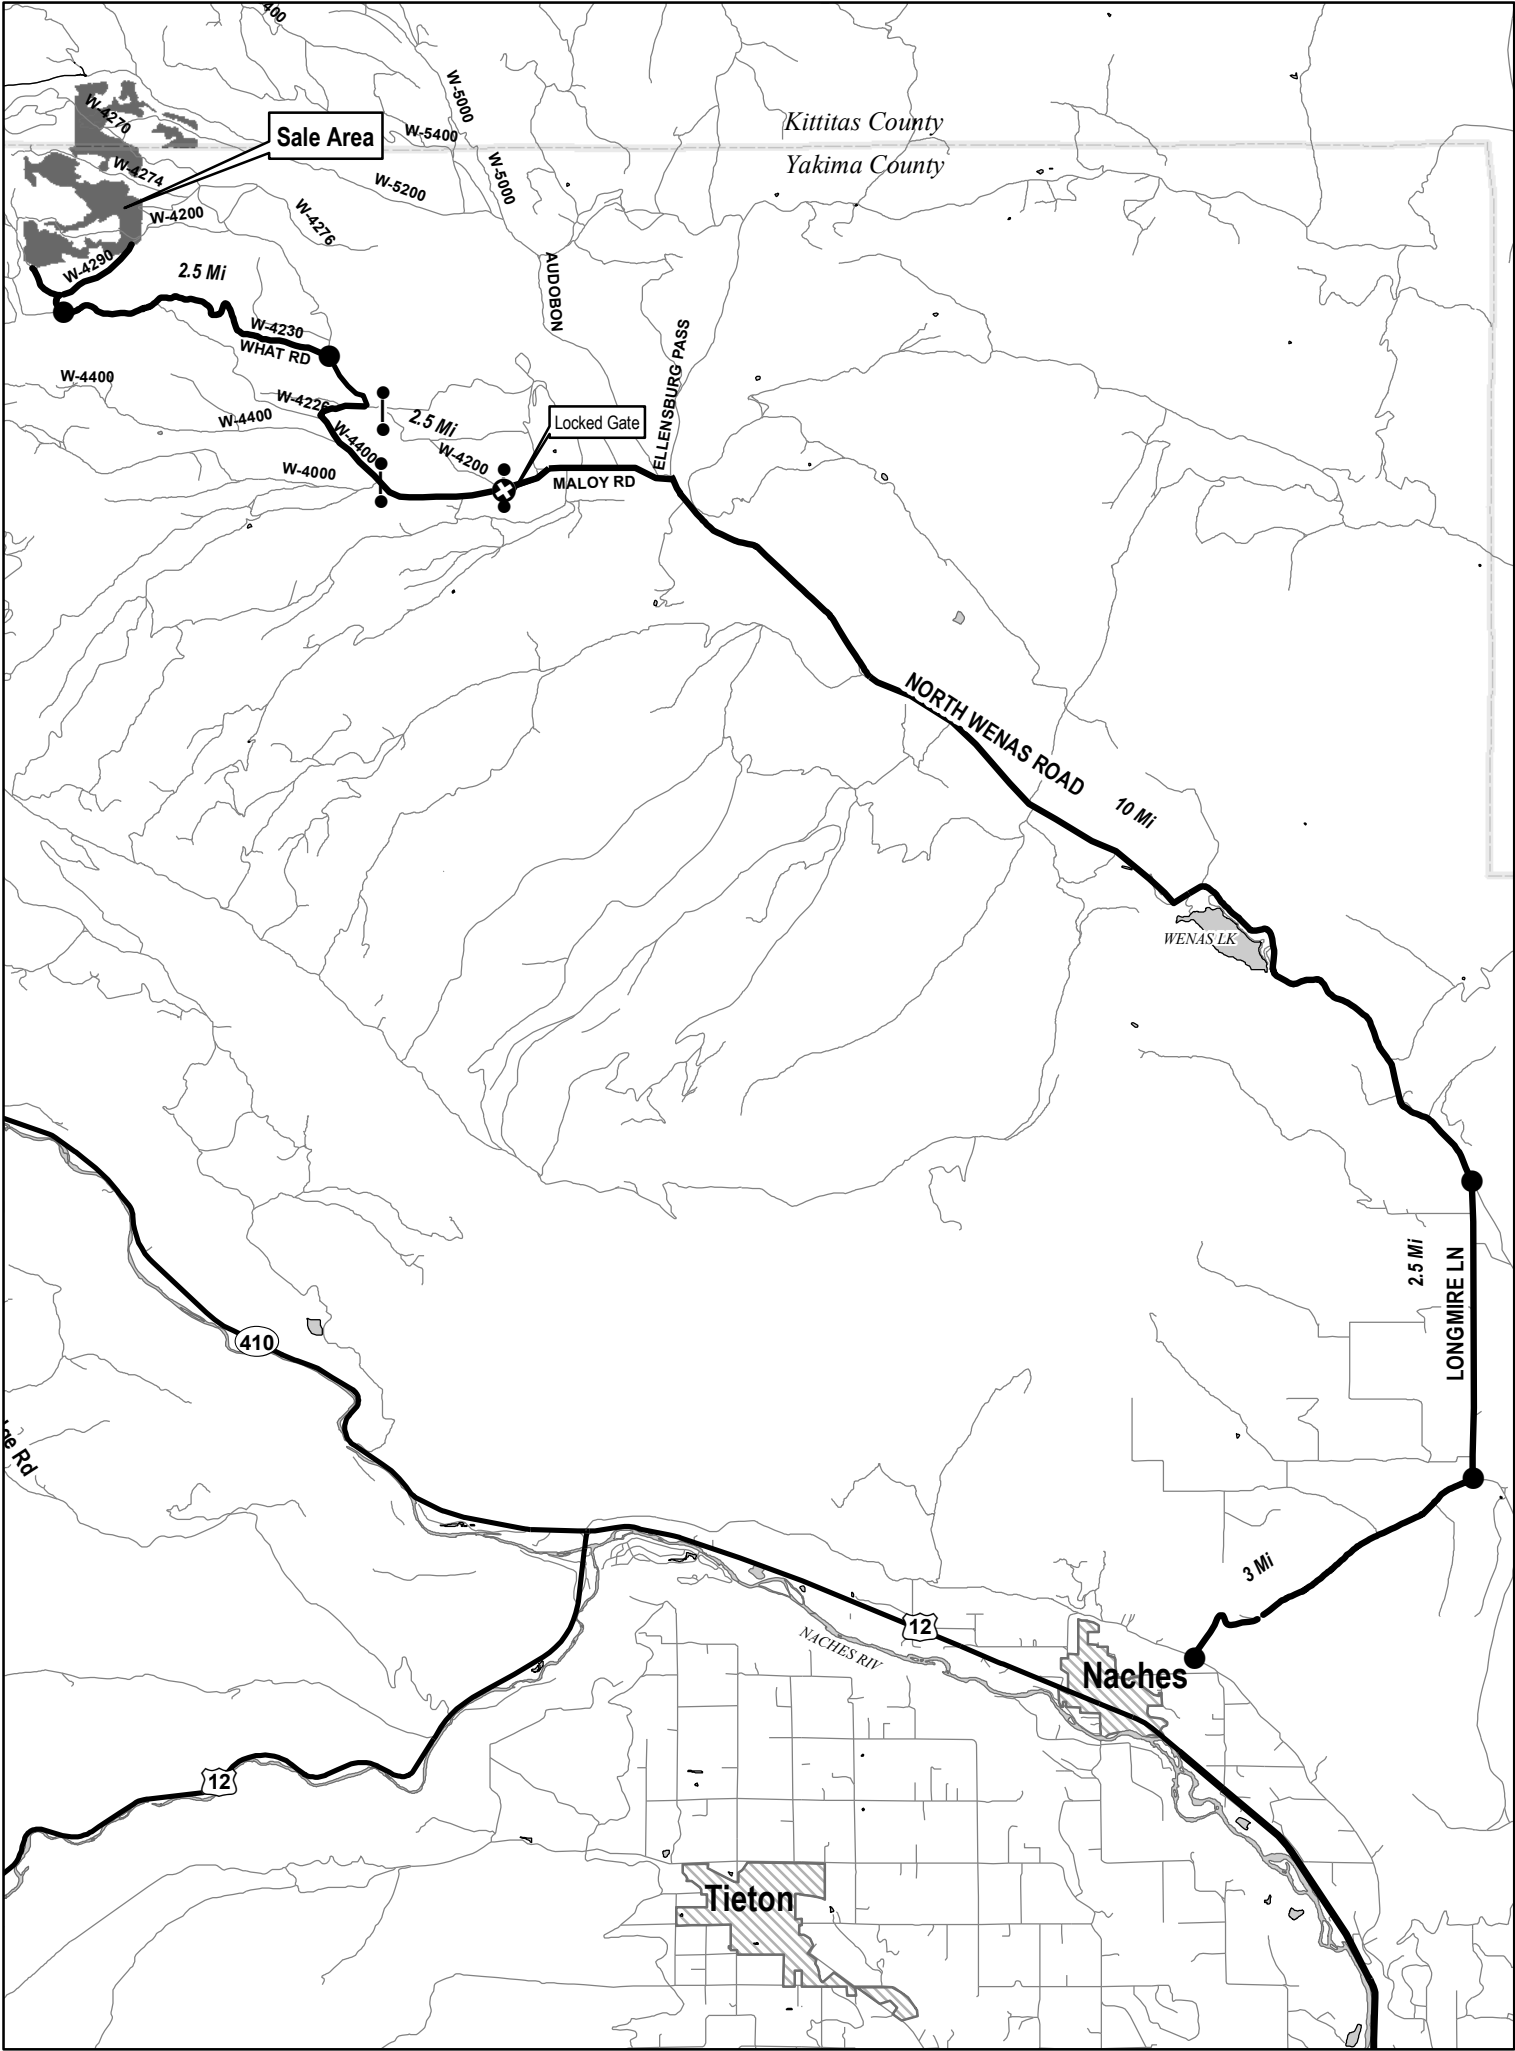 400
W-5000
W-4270
Sale Area
W-5400
Kittitas County
Yakima County
W-4274
W-5200
W-5000
W-4200
W-4276
W-4290
2.5 Mi
AUDOBON
W-4230
WHAT RD
ELLENSBURG PASS
W-4400
W-4226
W-4400
2.5 Mi
Locked Gate
W-4400
W-4200
W-4000
MALOY RD
NORTH WENAS ROAD
10 Mi
WENAS LK
2.5 Mi
LONGMIRE LN
410
ge Rd
3 Mi
12
NACHES RIV
Naches
12
Tieton